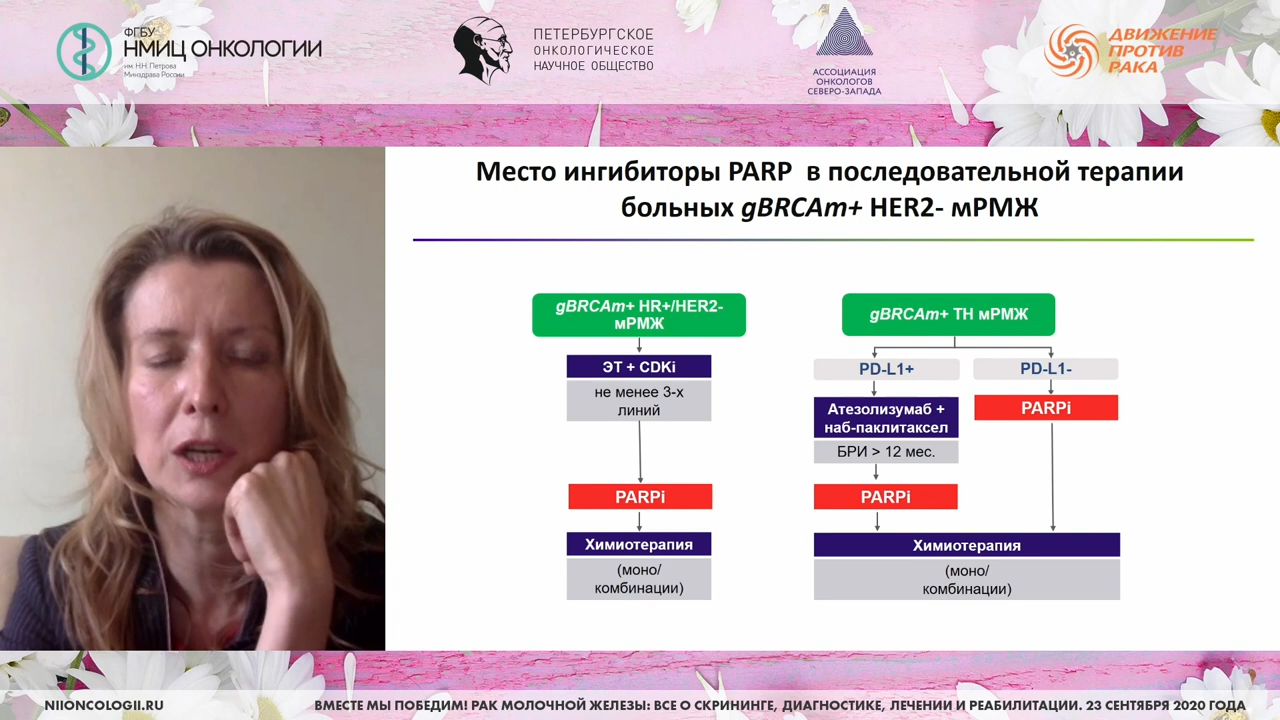 ФГБУ
НМИЦ ОНКОЛОГИИ
им. Н.Н. Петрова
Минздрава России
ПЕТЕРБУРГСКОЕ
ОНКОЛОГИЧЕСКОЕ
НАУЧНОЕ ОБЩЕСТВО
АССОЦИАЦИЯ
ОНКОЛОГОВ
СЕВЕРО-ЗАПАДА
ДВИЖЕНИЕ
ПРОТИВ
РАКА
Место ингибиторы PARP в последовательной терапии
больных gBRCAm+ HER2- мРМЖ
gBRCAm+ HR+/HER2-
мРМЖ
ЭТ + CDKi
не менее 3-х
линий
PARPi
Химиотерапия
(моно/
комбинации)
gBRCAm+ ТН мРМЖ
PD-L1+
PD-L1-
Атезолизумаб +
наб-паклитаксел
БРИ > 12 мес.
PARPi
PARPi
Химиотерапия
(моно/
комбинации)
NIIONCOLOGII.RU
ВМЕСТЕ МЫ ПОБЕДИМ! РАК МОЛОЧНОЙ ЖЕЛЕЗЫ: ВСЕ О СКРИНИНГЕ, ДИАГНОСТИКЕ, ЛЕЧЕНИИ И РЕАБИЛИТАЦИИ. 23 СЕНТЯБРЯ 2020 ГОДА